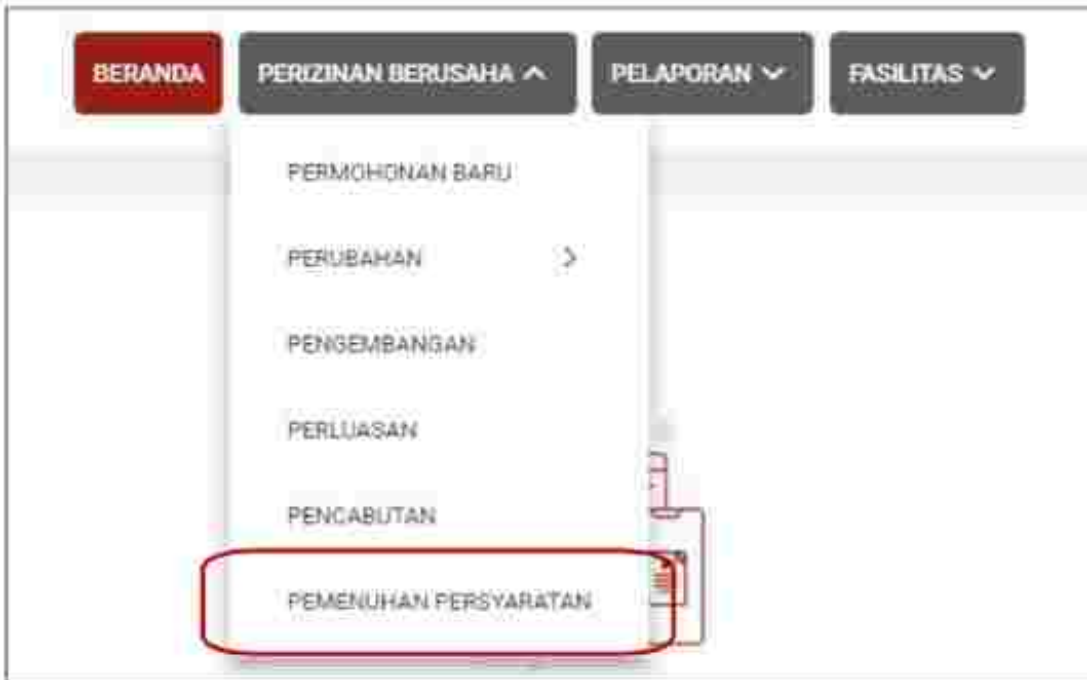 BERANDA PERIZINAN BERUSAHA PELAPORAN FASILITAS
PERMOHONAN BARU
PERUBAHAN
PENGEMBANGAN
PERLUASAN
PENCABUTAN
PEMENUHAN PERSYARATAN